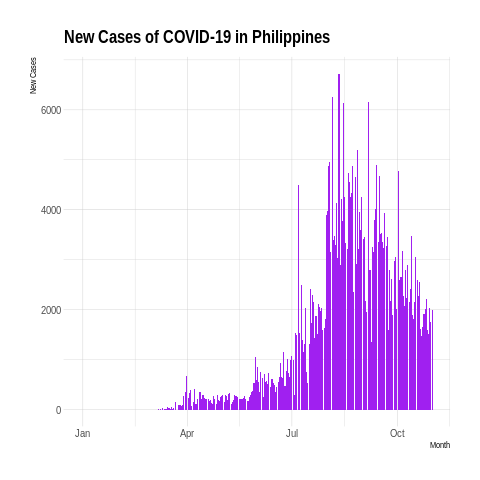 New Cases of COVID-19 in Philippines
New Cases
6000
4000
2000
0
Jan Apr Jul Oct
Month